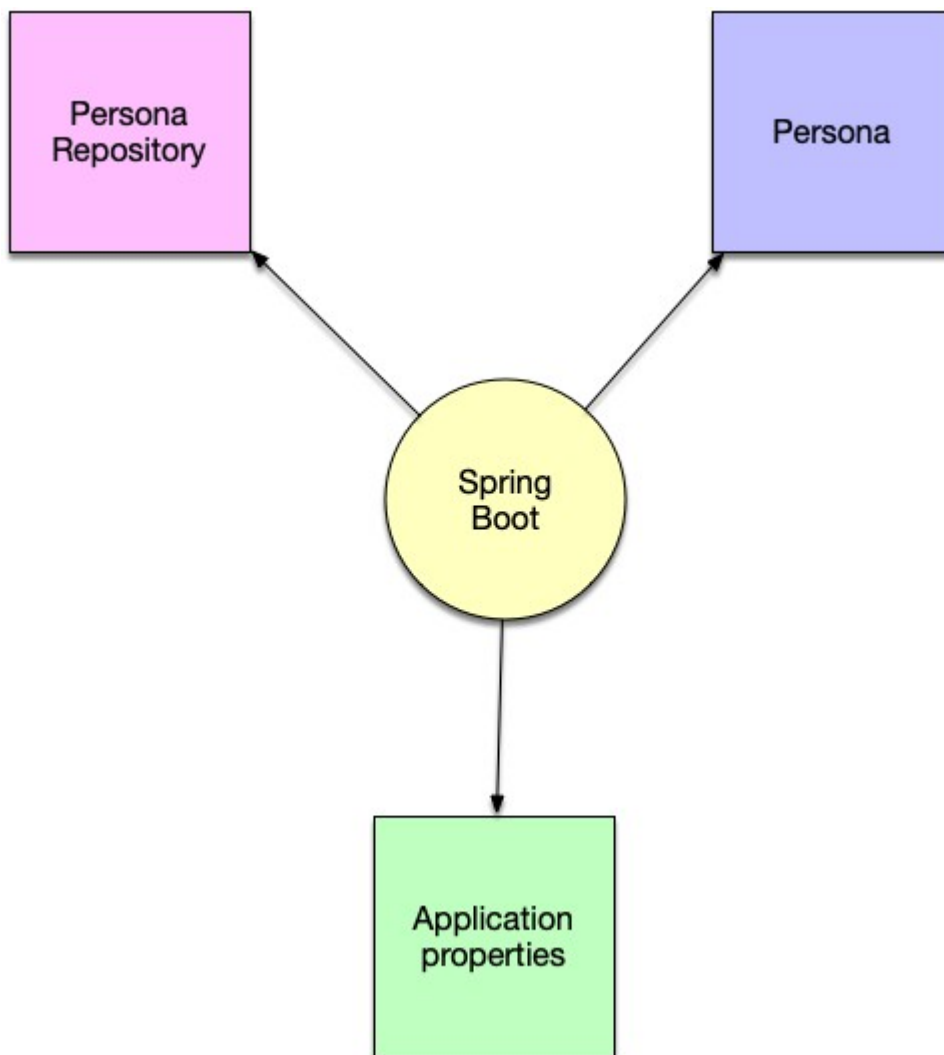 Persona
Repository
Persona
Spring
Boot
Application
properties